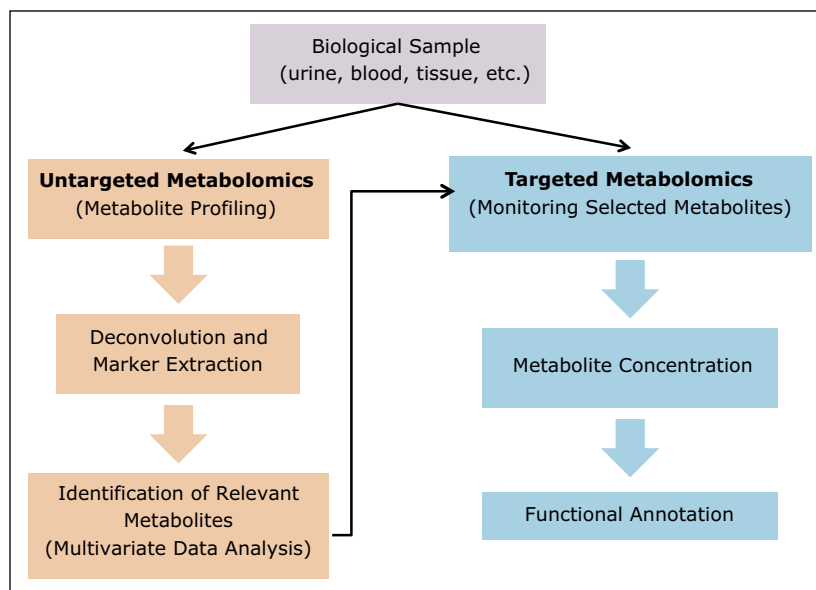 Biological Sample
(urine, blood, tissue, etc.)
Untargeted Metabolomics
(Metabolite Profiling)
Deconvolution and
Marker Extraction
Identification of Relevant
Metabolites
(Multivariate Data Analysis)
Targeted Metabolomics
(Monitoring Selected Metabolites)
Metabolite Concentration
Functional Annotation